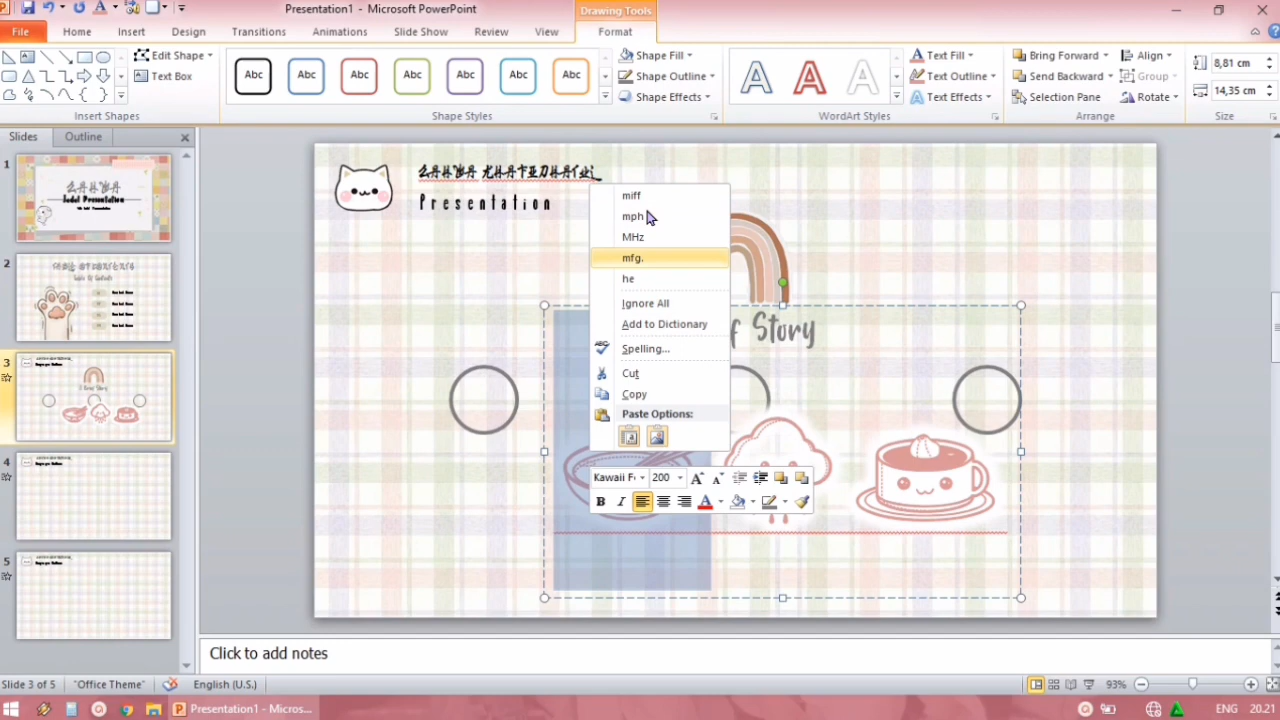 Presentation1 - Microsoft PowerPoint
Drawing Tools
File Home Insert Design Transitions Animations Slide Show Review View Format
Edit Shape
Text Box
Insert Shapes
Abc Abc Abc Abc Abc Abc Abc
Shape Fill
Shape Outline
Shape Effects
Shape Styles
Text Fill
Text Outline
Text Effects
WordArt Styles
Bring Forward
Send Backward
Selection Pane
Align
Group
Rotate
Arrange
8,81 cm
14,35 cm
Size
Slides Outline
1
2
3
4
5
Presentation
miff
mph
MHz
mfg.
he
Ignore All
Add to Dictionary
Spelling...
Cut
Copy
Paste Options:
f Story
Kawaii F 200
B I A
Click to add notes
Slide 3 of 5 "Office Theme" English (U.S.) 93%
Presentation1 - Micros... ENG 20.21